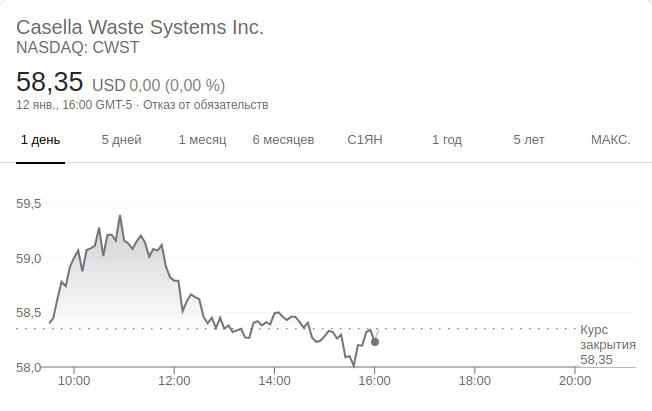 Casella Waste Systems Inc.
NASDAQ: CWST
58,35 USD 0,00 (0,00 %)
12 янв., 16:00 GMT-5 · Отказ от обязательств
1 день 5 дней 1 месяц 6 месяцев С1ЯН 1 год 5 лет МАКС.
59,5
59,0
58,5
Курс
закрытия
58,35
58,0
10:00 12:00 14:00 16:00 18:00 20:00